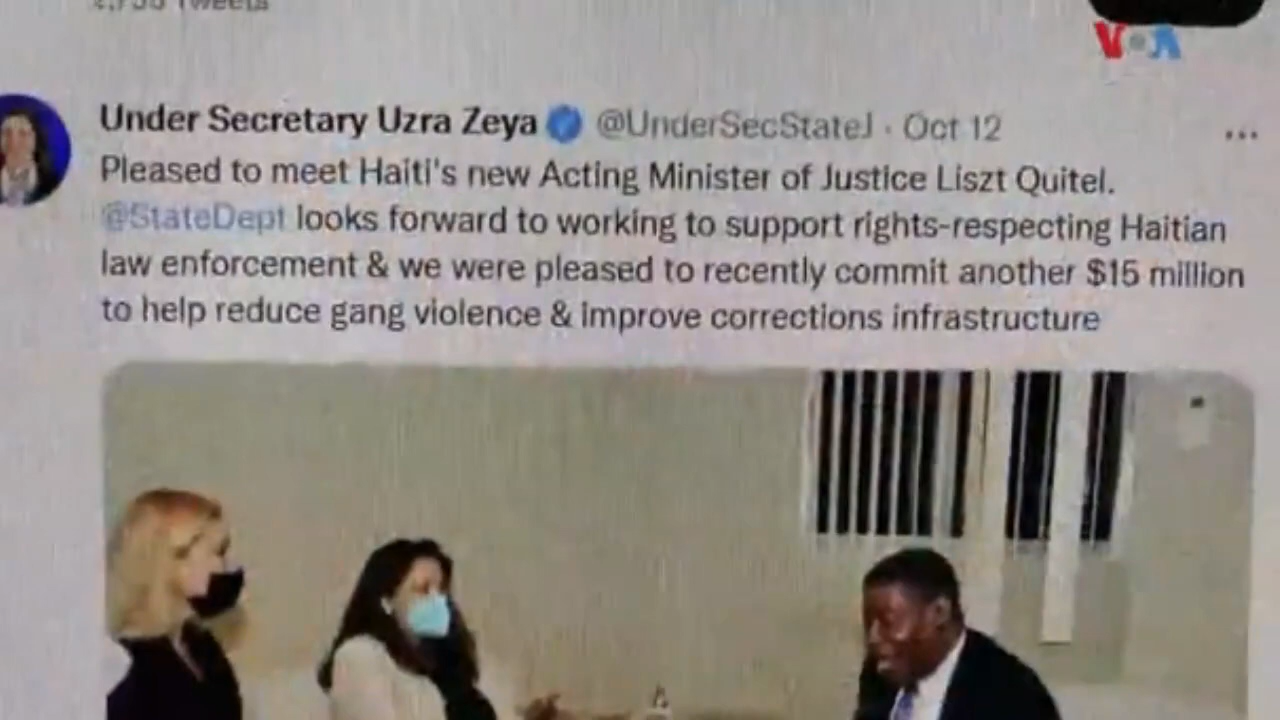 Tweets
VOA
Under Secretary Uzra Zeya @UnderSecStateJ · Oct 12
Pleased to meet Haiti's new Acting Minister of Justice Liszt Quitel.
@StateDept looks forward to working to support rights-respecting Haitian
law enforcement & we were pleased to recently commit another $15 million
to help reduce gang violence & improve corrections infrastructure